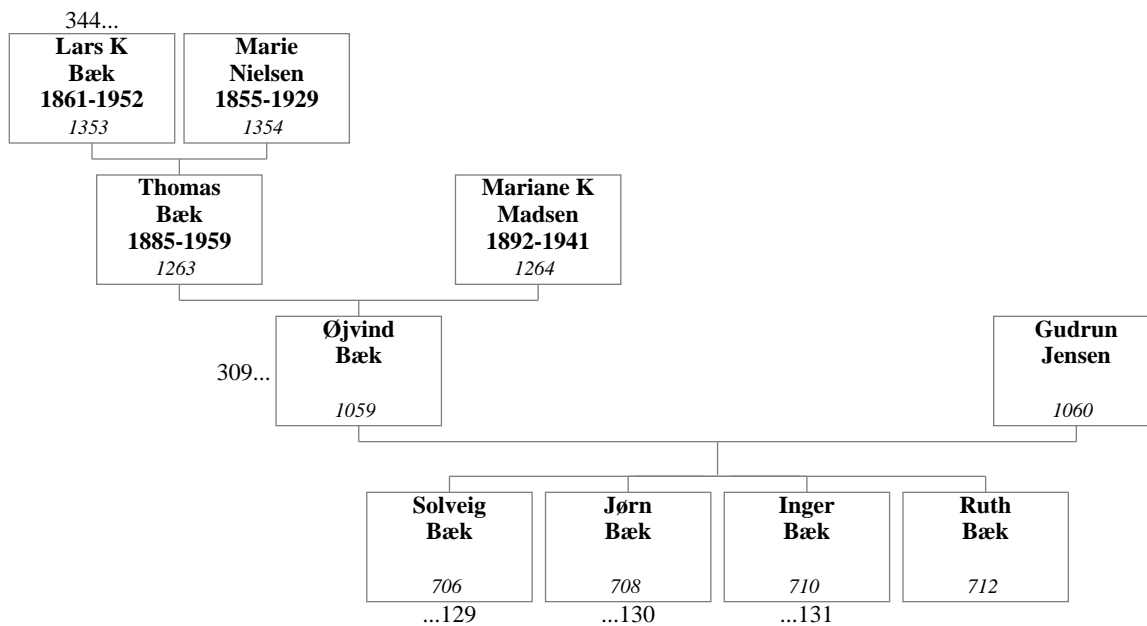 344...
Lars K
Bæk
1861-1952
1353
Marie
Nielsen
1855-1929
1354
Thomas
Bæk
1885-1959
1263
Mariane K
Madsen
1892-1941
1264
309...
Øjvind
Bæk
1059
Gudrun
Jensen
1060
Solveig
Bæk
706
...129
Jørn
Bæk
708
...130
Inger
Bæk
710
...131
Ruth
Bæk
712